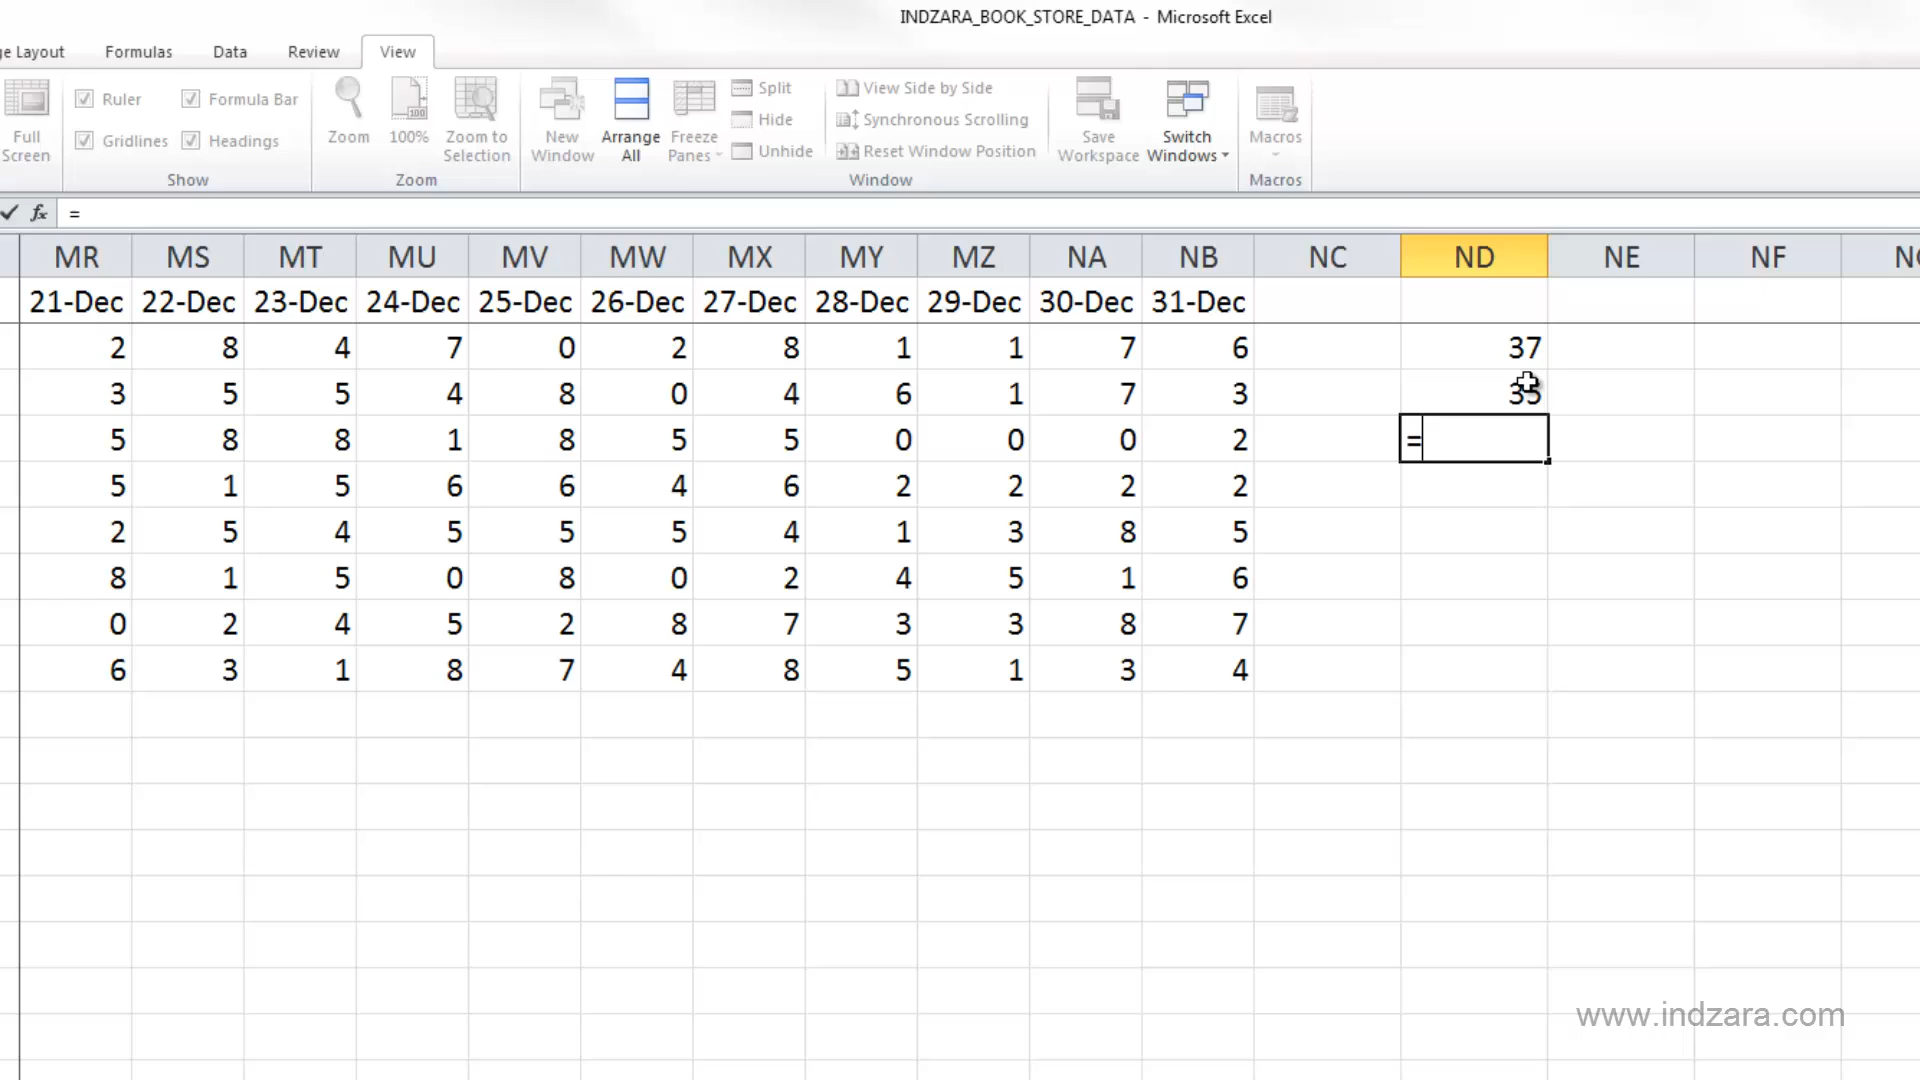 INDZARA_BOOK_STORE_DATA - Microsoft Excel
ge Layout Formulas Data Review View
Full Screen
Ruler Formula Bar
Gridlines Headings
Show
Zoom 100% Zoom to Selection
Zoom
New Window Arrange All Freeze Panes
Split
Hide
Unhide
View Side by Side
Synchronous Scrolling
Reset Window Position
Save Workspace Switch Windows
Window
Macros
Macros
fx =
MR MS MT MU MV MW MX MY MZ NA NB NC ND NE NF
21-Dec 22-Dec 23-Dec 24-Dec 25-Dec 26-Dec 27-Dec 28-Dec 29-Dec 30-Dec 31-Dec
2 8 4 7 0 2 8 1 1 7 6 37
3 5 5 4 8 0 4 6 1 7 3 35
5 8 8 1 8 5 5 0 0 0 2 =
5 1 5 6 6 4 6 2 2 2 2
2 5 4 5 5 5 4 1 3 8 5
8 1 5 0 8 0 2 4 5 1 6
0 2 4 5 2 8 7 3 3 8 7
6 3 1 8 7 4 8 5 1 3 4
www.indzara.com